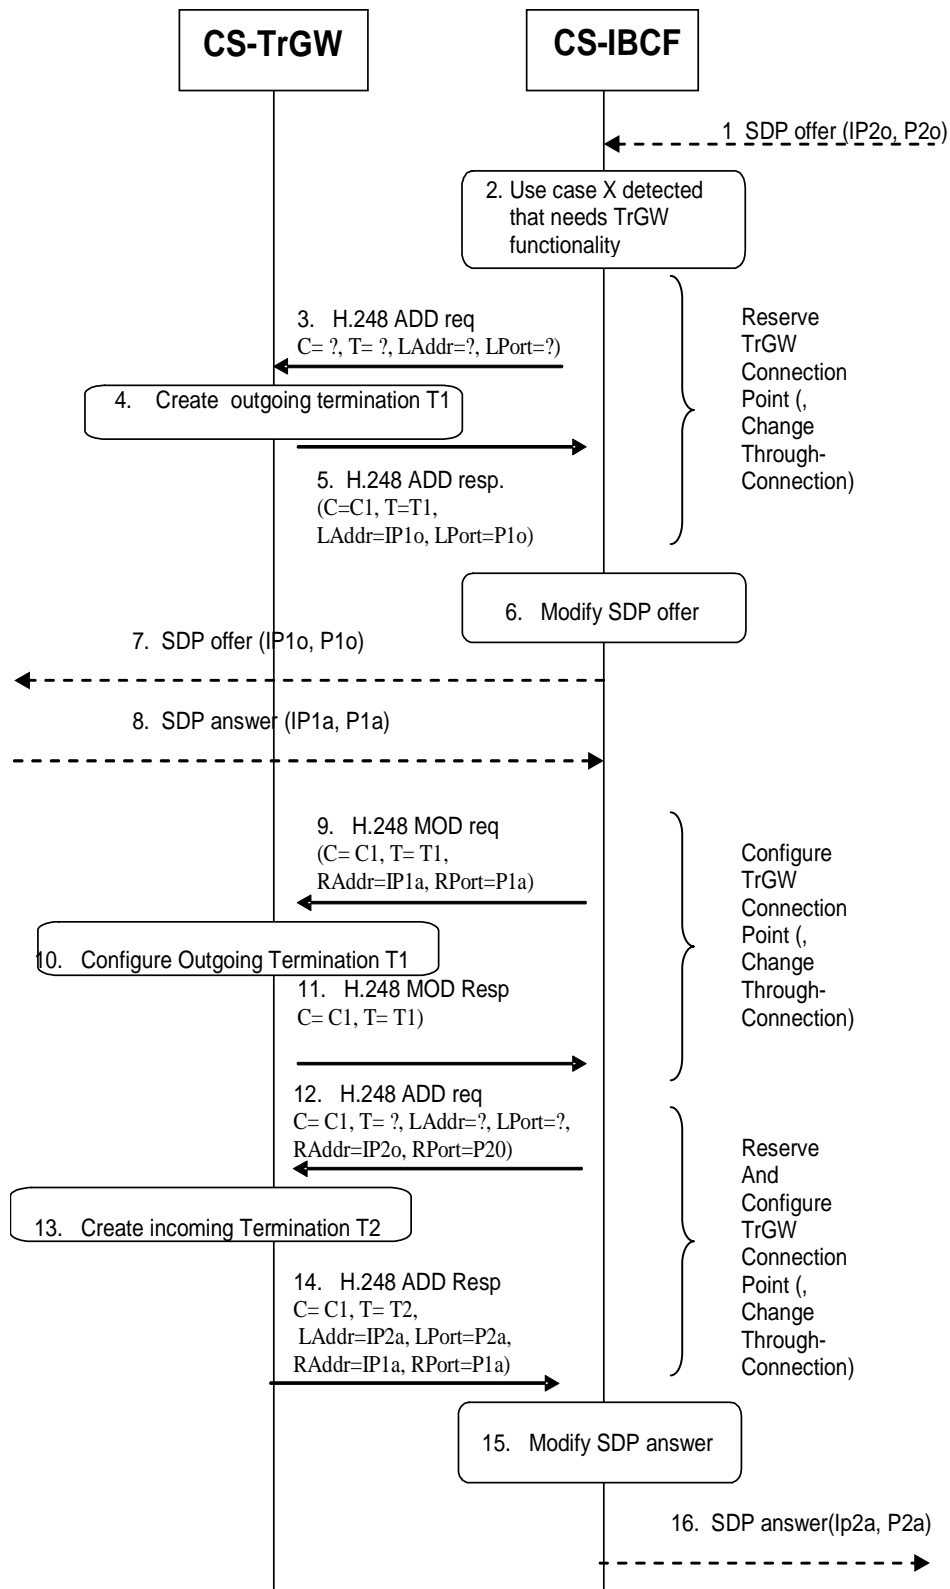 CS-TrGW
CS-IBCF
1 SDP offer (IP2o, P2o)
2. Use case X detected
that needs TrGW
functionality
3. H.248 ADD req
C= ?, T= ?, LAddr=?, LPort=?)
Reserve
TrGW
Connection
Point (,
Change
Through-
Connection)
4. Create outgoing termination T1
5. H.248 ADD resp.
(C=C1, T=T1,
LAddr=IP1o, LPort=P1o)
6. Modify SDP offer
7. SDP offer (IP1o, P1o)
8. SDP answer (IP1a, P1a)
9. H.248 MOD req
(C= C1, T= T1,
RAddr=IP1a, RPort=P1a)
Configure
TrGW
Connection
Point (,
Change
Through-
Connection)
10. Configure Outgoing Termination T1
11. H.248 MOD Resp
C= C1, T= T1)
12. H.248 ADD req
C= C1, T= ?, LAddr=?, LPort=?,
RAddr=IP2o, RPort=P20)
Reserve
And
Configure
TrGW
Connection
Point (,
Change
Through-
Connection)
13. Create incoming Termination T2
14. H.248 ADD Resp
C= C1, T= T2,
LAddr=IP2a, LPort=P2a,
RAddr=IP1a, RPort=P1a)
15. Modify SDP answer
16. SDP answer(Ip2a, P2a)